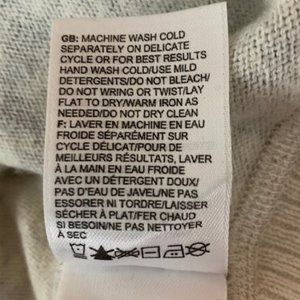 GB: MACHINE WASH COLD
SEPARATELY ON DELICATE
CYCLE OR FOR BEST RESULTS
HAND WASH COLD/USE MILD
DETERGENTS/DO NOT BLEACH/
DO NOT WRING OR TWIST/LAY
FLAT TO DRY/WARM IRON AS
NEEDED/DO NOT DRY CLEAN
F: LAVER EN MACHINE EN EAU
FROIDE SÉPARÉMENT SUR
CYCLE DÉLICAT/POUR DE
MEILLEURS RÉSULTATS, LAVER
À LA MAIN EN EAU FROIDE
AVEC UN DÉTERGENT DOUX/
PAS D'EAU DE JAVEL/NE PAS
ESSORER NI TORDRE/LAISSER
SÉCHER À PLAT/FER CHAUD
SI BESOIN/NE PAS NETTOYER
À SEC